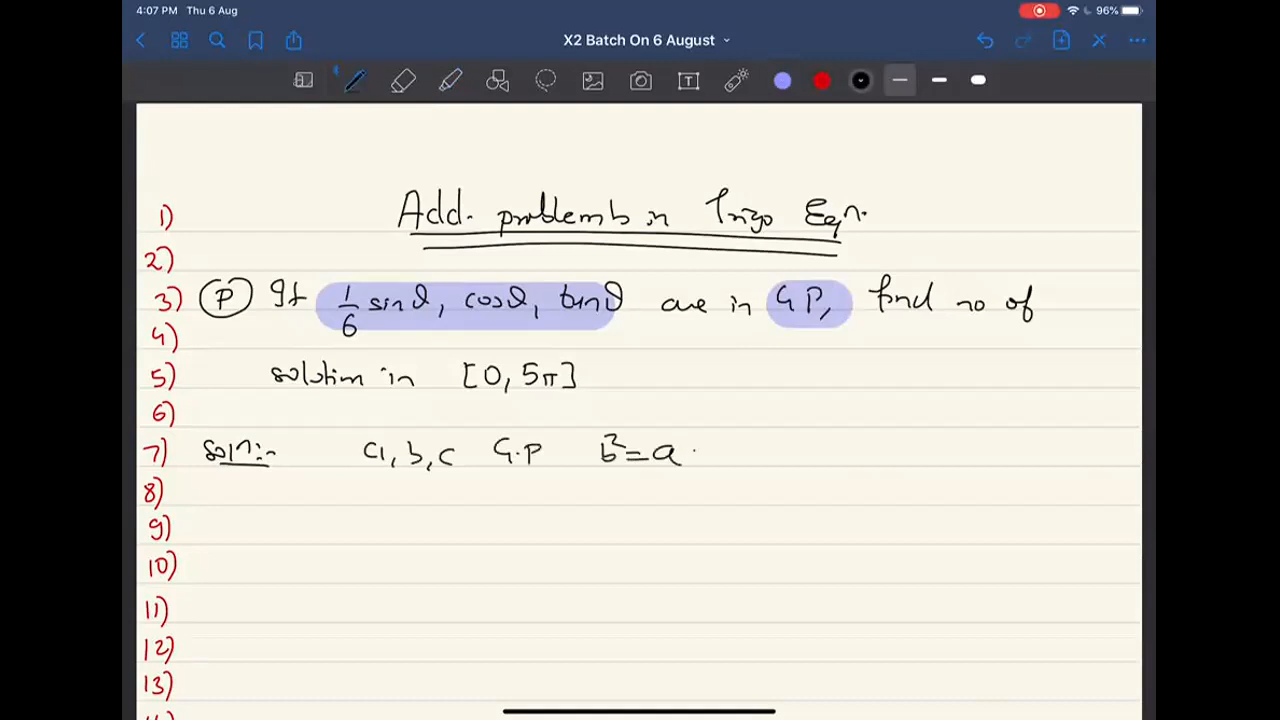 4:07 PM Thu 6 Aug 96%
X2 Batch On 6 August
Add. problems in Trigo Eqn.
1)
2)
3) (P) If 1/6 sinθ, cosθ, tanθ are in G P, find no of
4)
5) solution in [0, 5π]
6)
7) soln:- a, b, c G.P b²=a
8)
9)
10)
11)
12)
13)